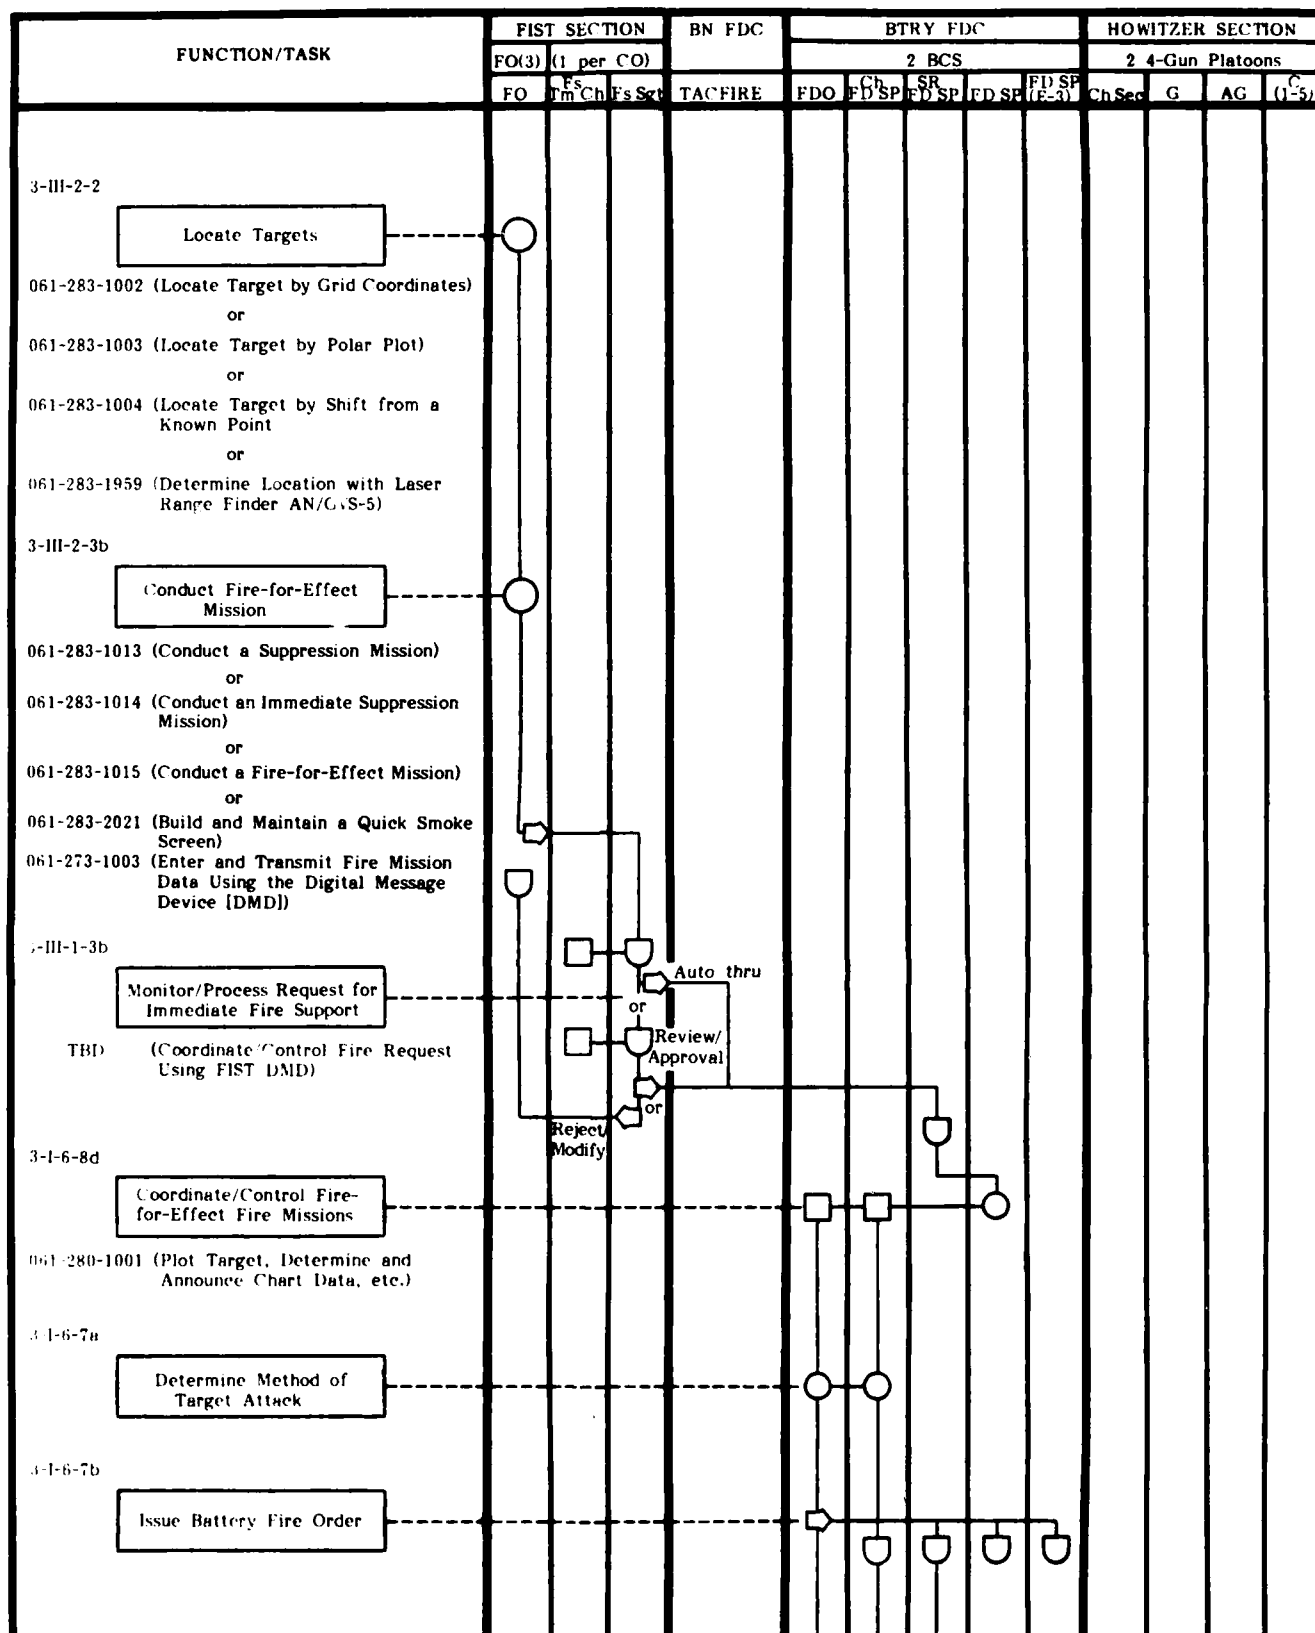 FUNCTION/TASK
FIST SECTION
BN FDC
BTRY FDC
HOWITZER SECTION
FO(3)
(1 per CO)
2 BCS
2 4-Gun Platoons
FO
Fs Tm Ch
Fs Sgt
TACFIRE
FDO
Ch FD SP
SR FD SP
FD SP
FD SP (E-3)
Ch Sec
G
AG
C (1-5)
3-III-2-2
Locate Targets
061-283-1002 (Locate Target by Grid Coordinates)
or
061-283-1003 (Locate Target by Polar Plot)
or
061-283-1004 (Locate Target by Shift from a
Known Point
or
061-283-1959 (Determine Location with Laser
Range Finder
3-III-2-3b
Conduct Fire-for-Effect
Mission
061-283-1013 (Conduct a Suppression Mission)
or
061-283-1014 (Conduct an Immediate Suppression
Mission)
or
061-283-1015 (Conduct a Fire-for-Effect Mission)
or
061-283-2021 (Build and Maintain a Quick Smoke
Screen)
061-273-1003 (Enter and Transmit Fire Mission
Data Using the Digital Message
Device [DMD])
-III-1-3b
Auto thru
Monitor/Process Request for
Immediate Fire Support
or
Review/
Approval
TBD (Coordinate/Control Fire Request
Using FIST DMD)
or
Reject/
Modify
3-I-6-8d
Coordinate/Control Fire-
for-Effect Fire Missions
061-280-1001 (Plot Target, Determine and
Announce Chart Data, etc.)
3-I-6-7a
Determine Method of
Target Attack
3-I-6-7b
Issue Battery Fire Order